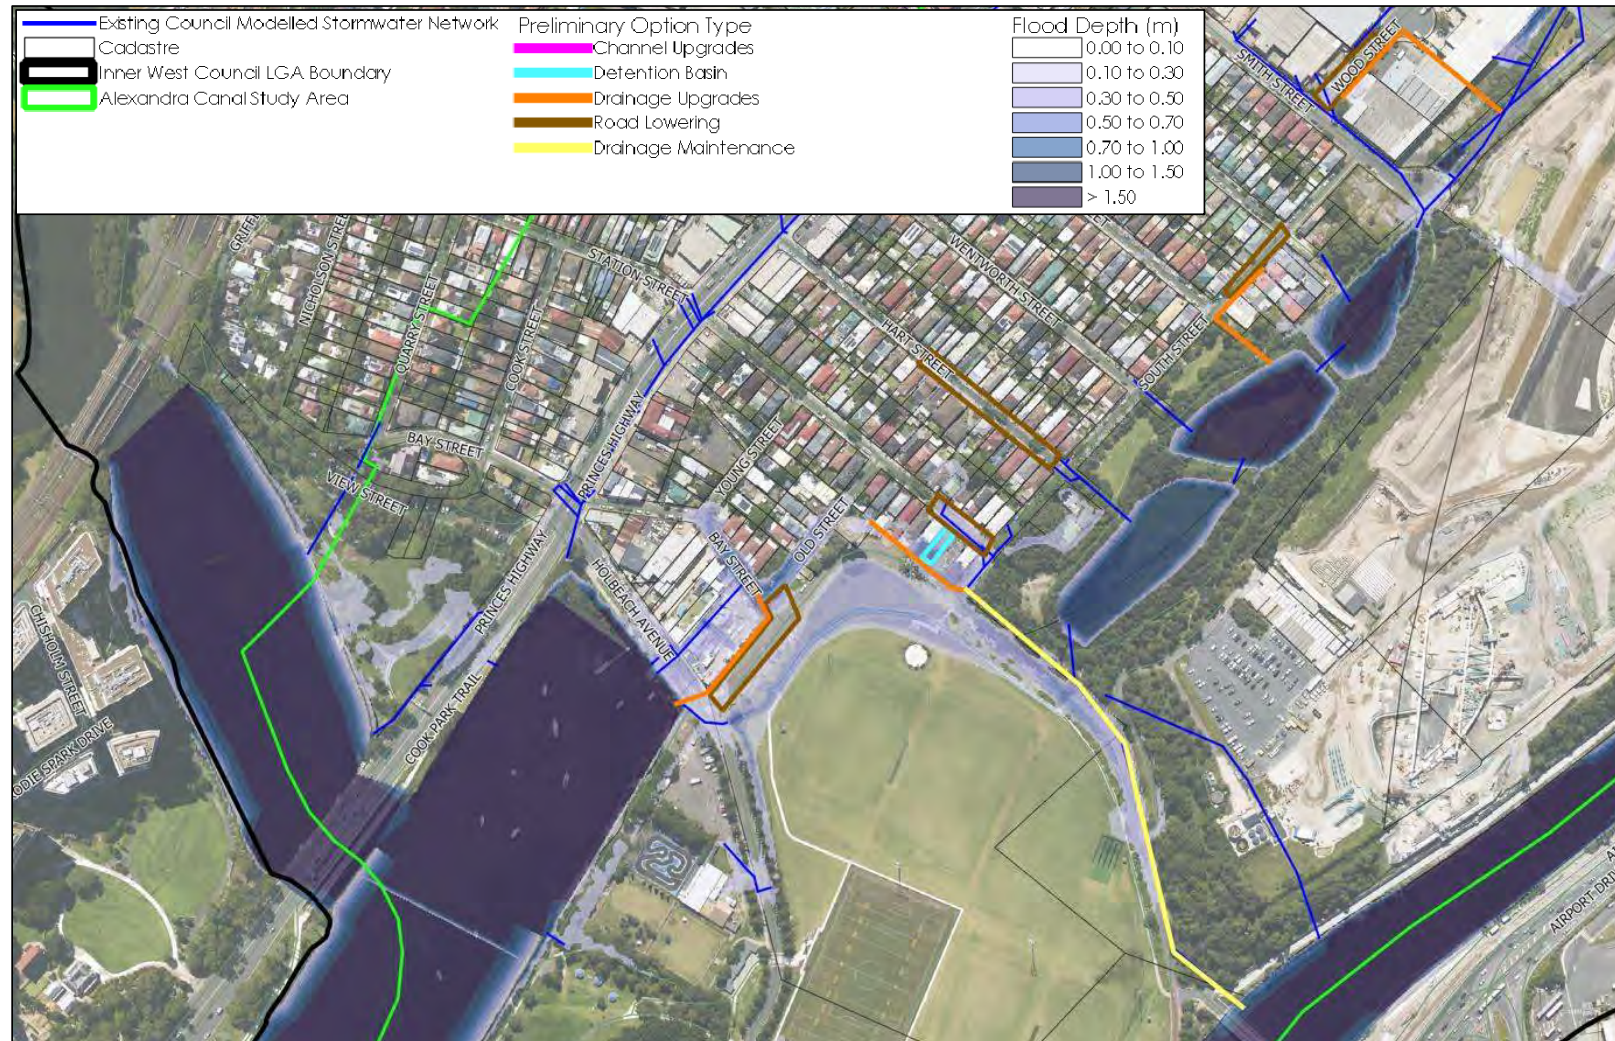 Existing Council Modelled Stormwater Network
Cadastre
Inner West Council LGA Boundary
Alexandra Canal Study Area
Preliminary Option Type
Channel Upgrades
Detention Basin
Drainage Upgrades
Road Lowering
Drainage Maintenance
Flood Depth (m)
0.00 to 0.10
0.10 to 0.30
0.30 to 0.50
0.50 to 0.70
0.70 to 1.00
1.00 to 1.50
> 1.50
SMITH STREET
WOOD STREET
NICHOLSON STREE
QUARRY STREET
COOK STREET
STATION STREET
WENTWORTH STREET
HART STREET
SOUTH STREET
PRINCES HIGHWAY
BAY STREET
VIEW STREET
YOUNG STREET
OLD STREET
BAY STREET
PRINCES HIGHWAY
HOLBEACH AVENUE
COOK PARK TRAIL
CHISHOLM STREET
ODIE SPARK DRIVE
AIRPORT DRI